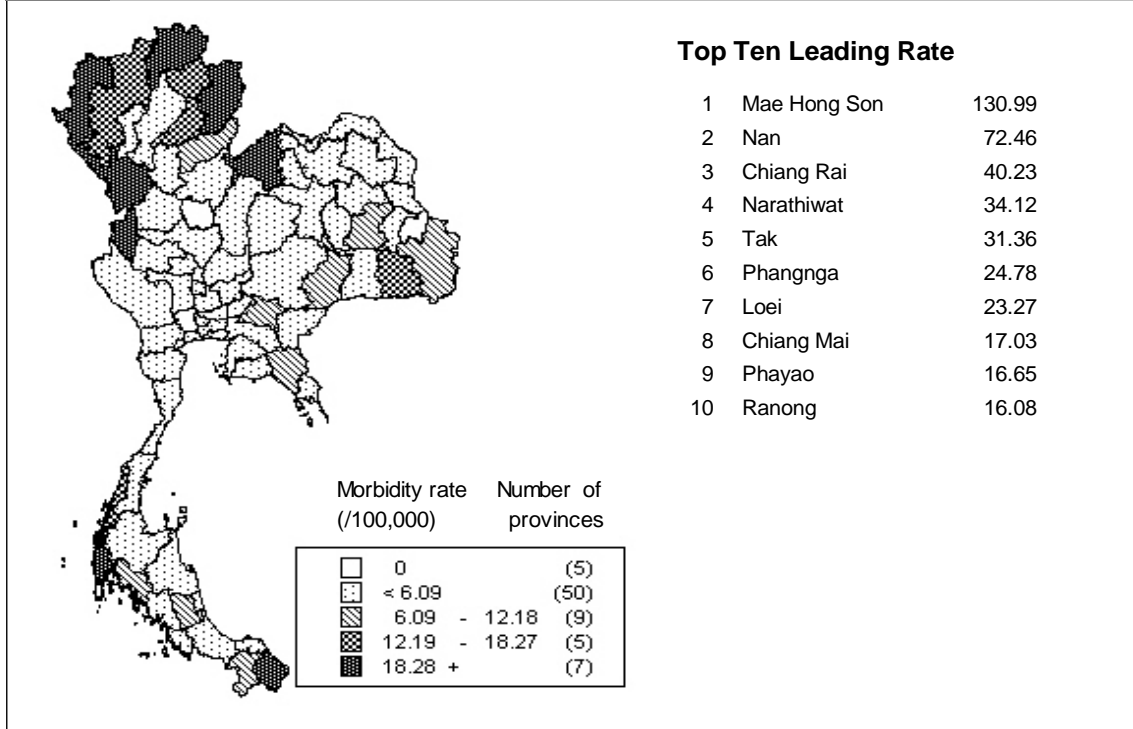 Top Ten Leading Rate
1 Mae Hong Son 130.99
2 Nan 72.46
3 Chiang Rai 40.23
4 Narathiwat 34.12
5 Tak 31.36
6 Phangnga 24.78
7 Loei 23.27
8 Chiang Mai 17.03
9 Phayao 16.65
10 Ranong 16.08
Morbidity rate Number of
(/100,000) provinces
0 (5)
< 6.09 (50)
6.09 - 12.18 (9)
12.19 - 18.27 (5)
18.28 + (7)